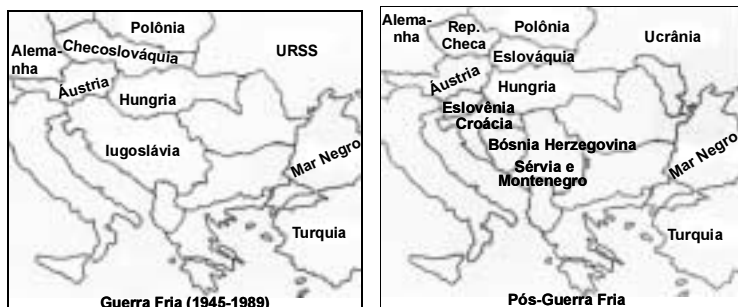 Polônia
Alema-
nha
Checoslováquia
URSS
Áustria
Hungria
Iugoslávia
Mar Negro
Turquia
Guerra Fria (1945-1989)
Alema-
nha
Rep.
Checa
Polônia
Ucrânia
Eslováquia
Áustria
Hungria
Eslovênia
Croácia
Bósnia Herzegovina
Sérvia e
Montenegro
Mar Negro
Turquia
Pós-Guerra Fria